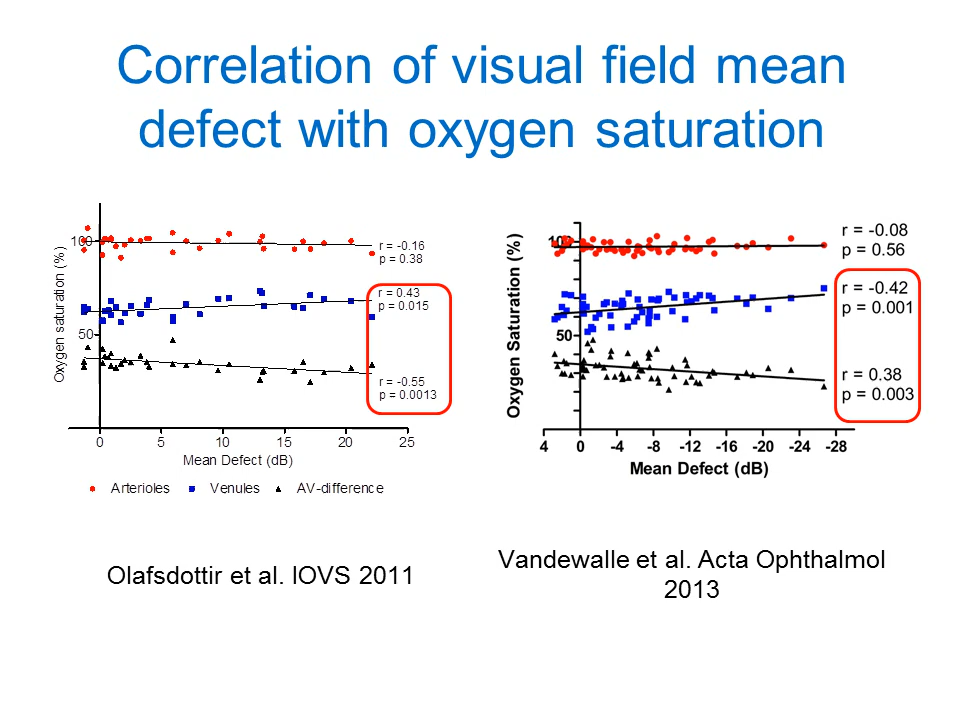 Correlation of visual field mean
defect with oxygen saturation
100
50
Oxygen saturation (%)
r = -0.16
p = 0.38
r = 0.43
p = 0.015
r = -0.55
p = 0.0013
0 5 10 15 20 25
Mean Defect (dB)
Arterioles Venules AV-difference
Olafsdottir et al. IOVS 2011
100
50
Oxygen Saturation (%)
r = -0.08
p = 0.56
r = -0.42
p = 0.001
r = 0.38
p = 0.003
4 0 -4 -8 -12 -16 -20 -24 -28
Mean Defect (dB)
Vandewalle et al. Acta Ophthalmol
2013